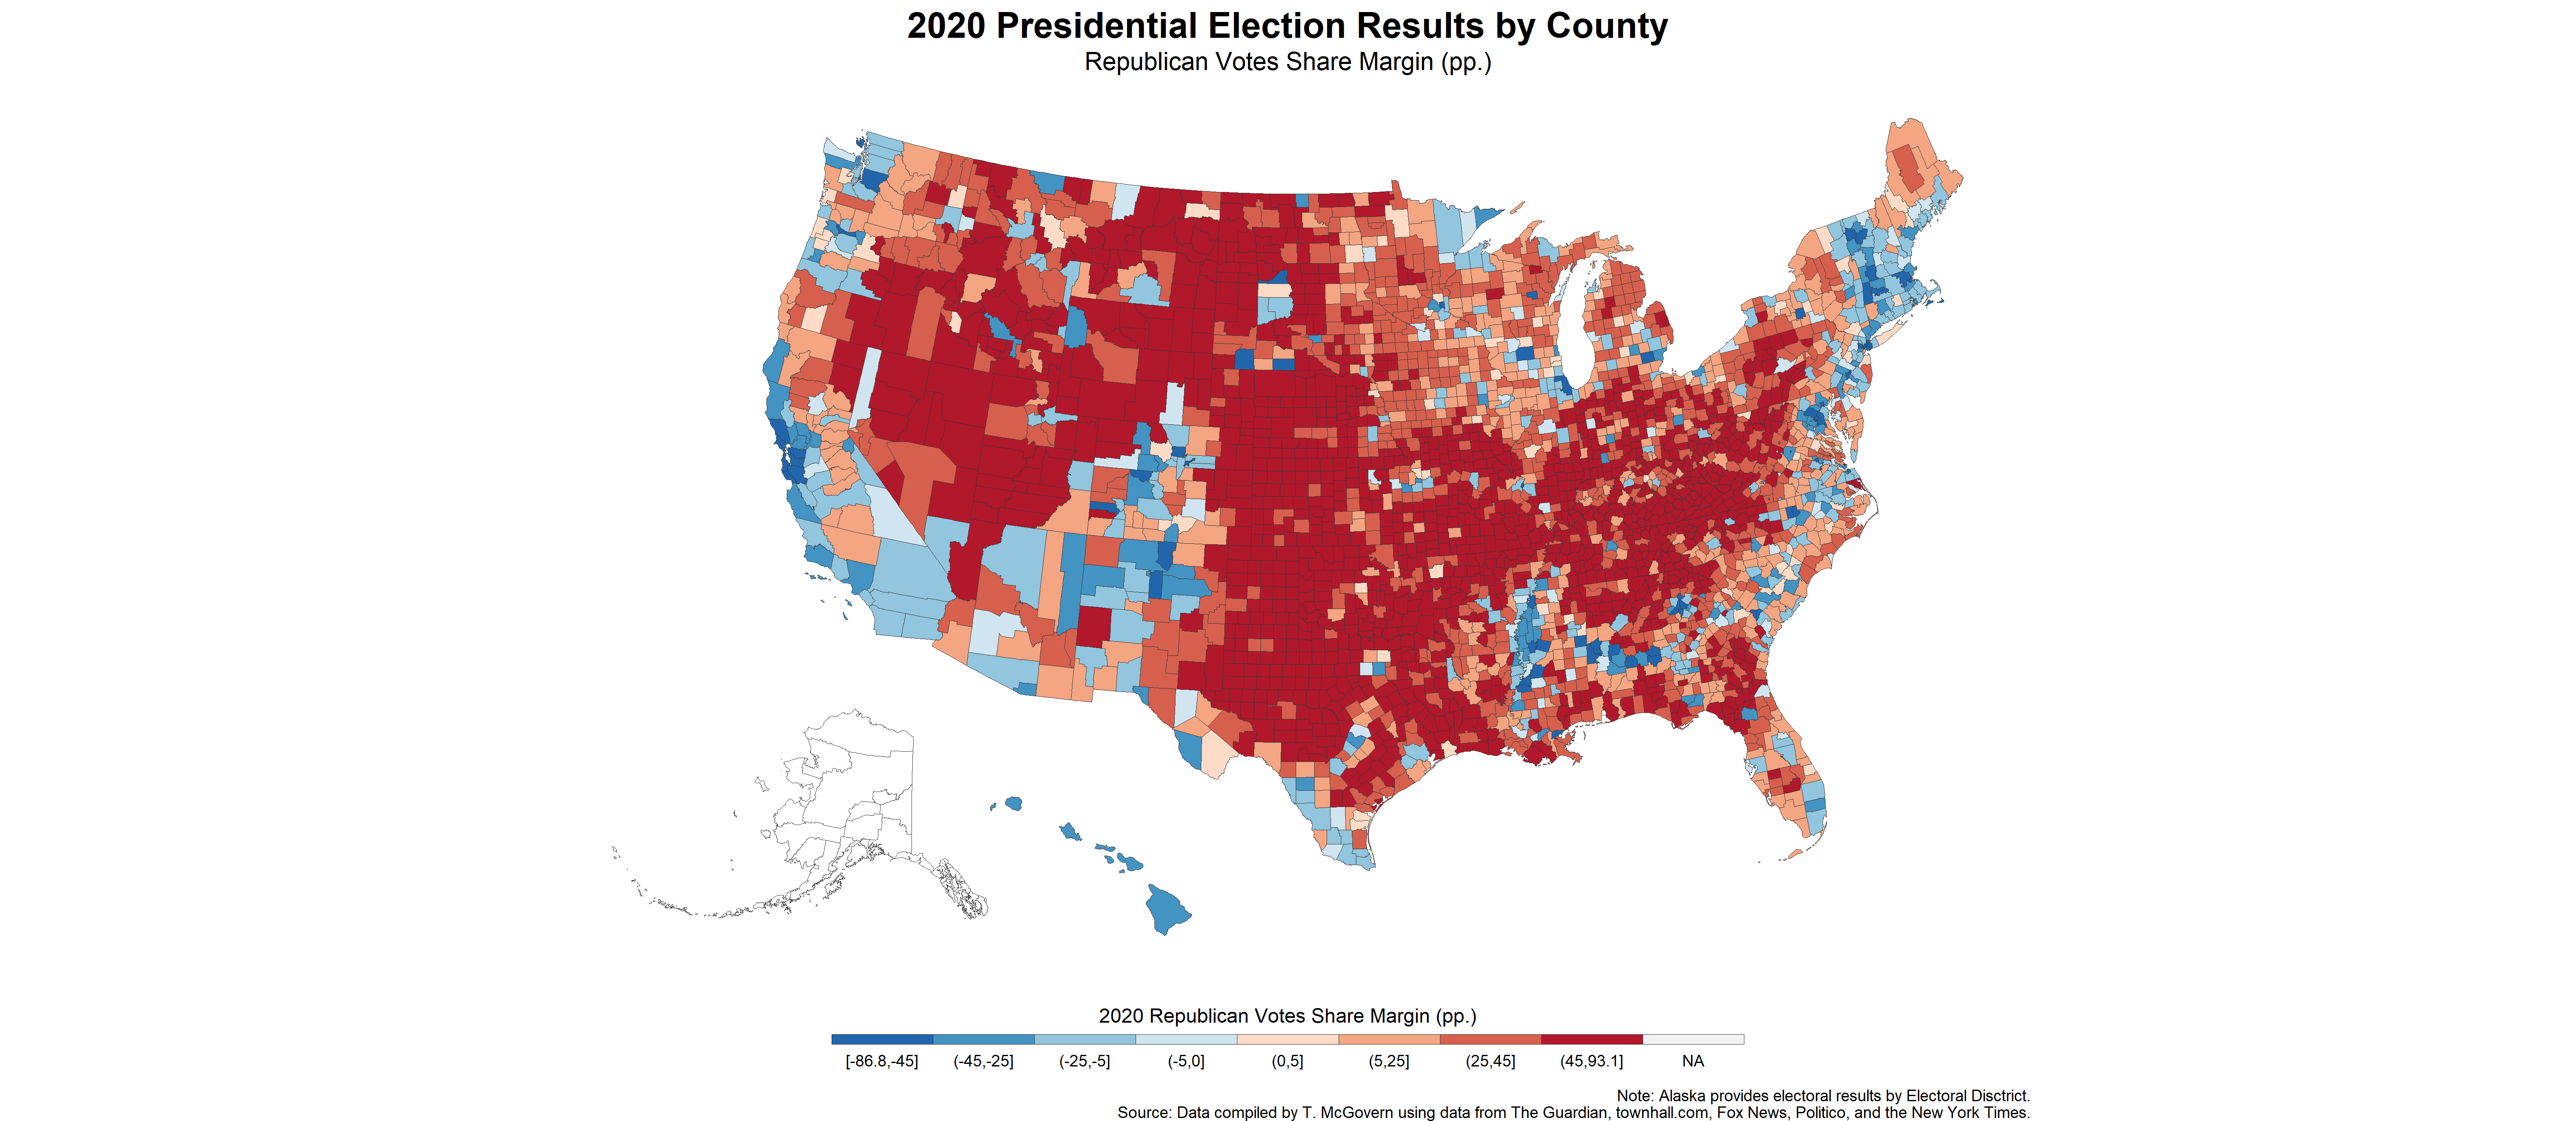 2020 Presidential Election Results by County
Republican Votes Share Margin (pp.)
2020 Republican Votes Share Margin (pp.)
[-86.8,-45] (-45,-25] (-25,-5] (-5,0] (0,5] (5,25] (25,45] (45,93.1] NA
Note: Alaska provides electoral results by Electoral Disctrict.
Source: Data compiled by T. McGovern using data from The Guardian, townhall.com, Fox News, Politico, and the New York Times.